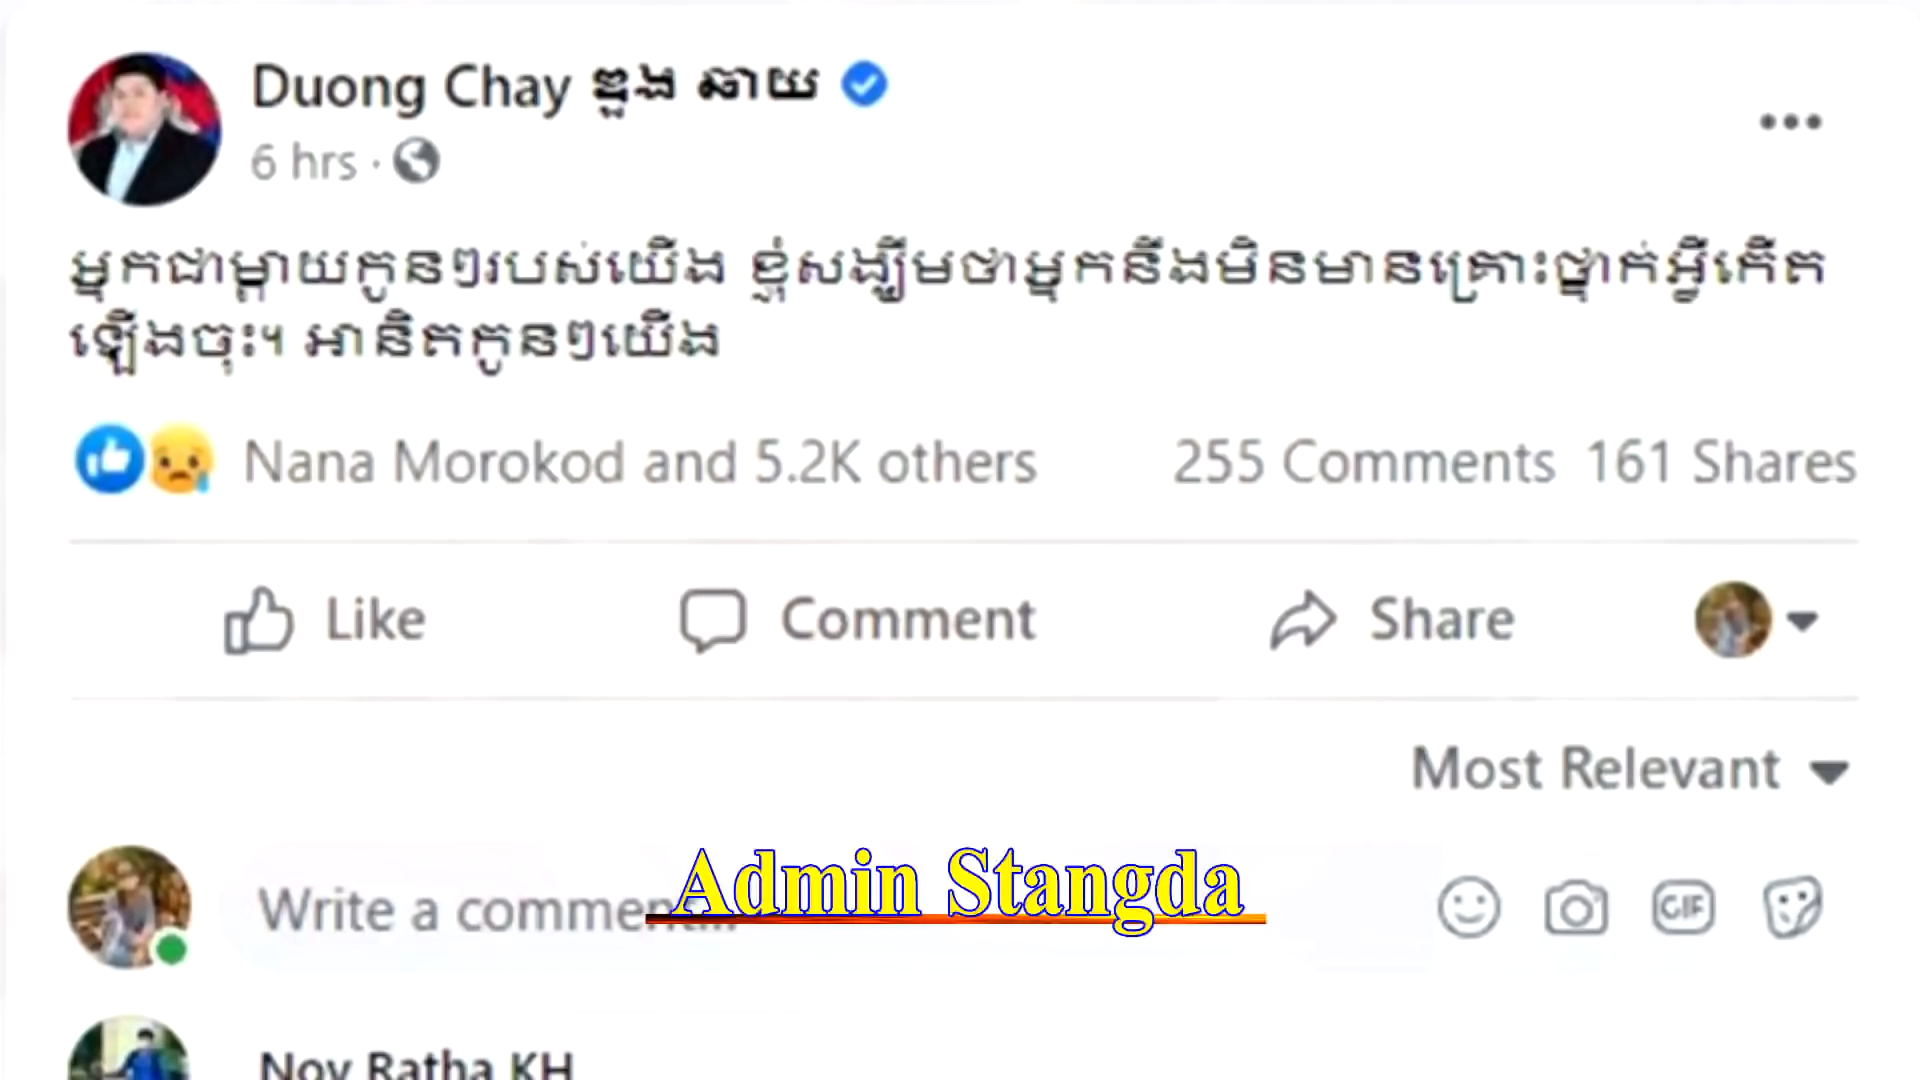 Duong Chay ឌួង ឆាយ
6 hrs ·
អ្នកជាម្តាយកូនៗរបស់យើង ខ្ញុំសង្ឃឹមថាអ្នកនឹងមិនមានគ្រោះថ្នាក់អ្វីកើត
ឡើងចុះ។ អានិតកូនៗយើង
Nana Morokod and 5.2K others 255 Comments 161 Shares
Like Comment Share
Most Relevant
Write a comment...
Admin Stangda
GIF
Noy Ratha KH